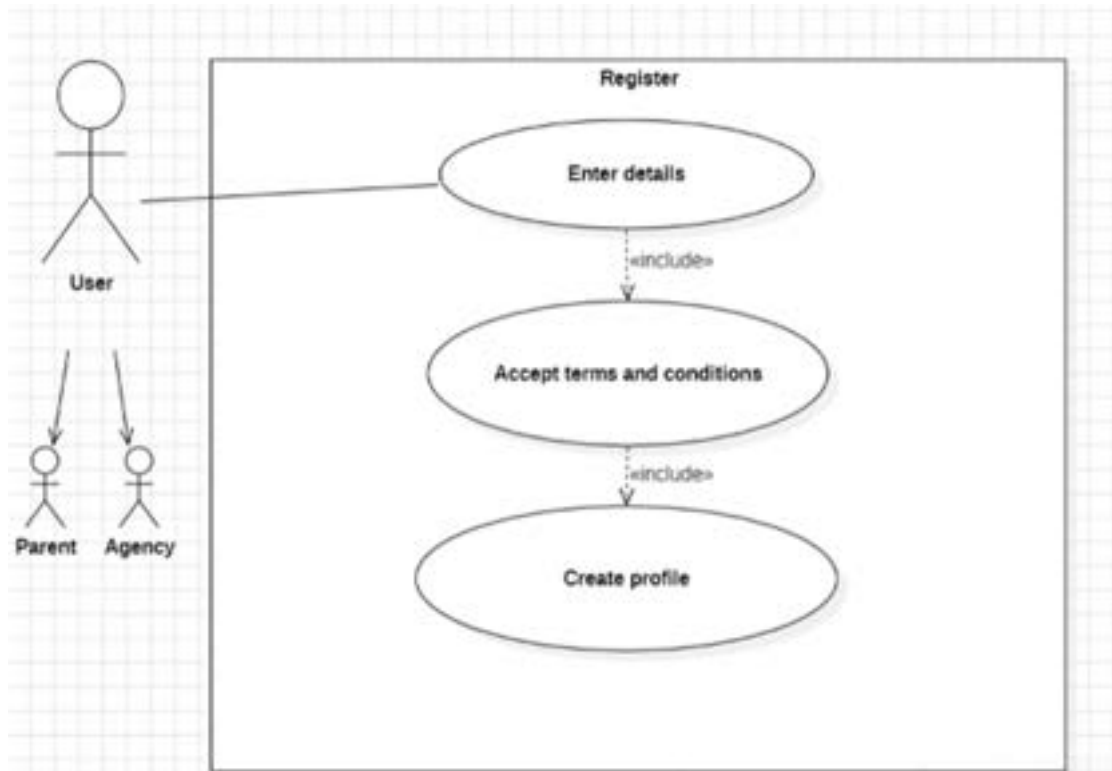 Register
Enter details
«include»
User
Accept terms and conditions
«include»
Parent
Agency
Create profile